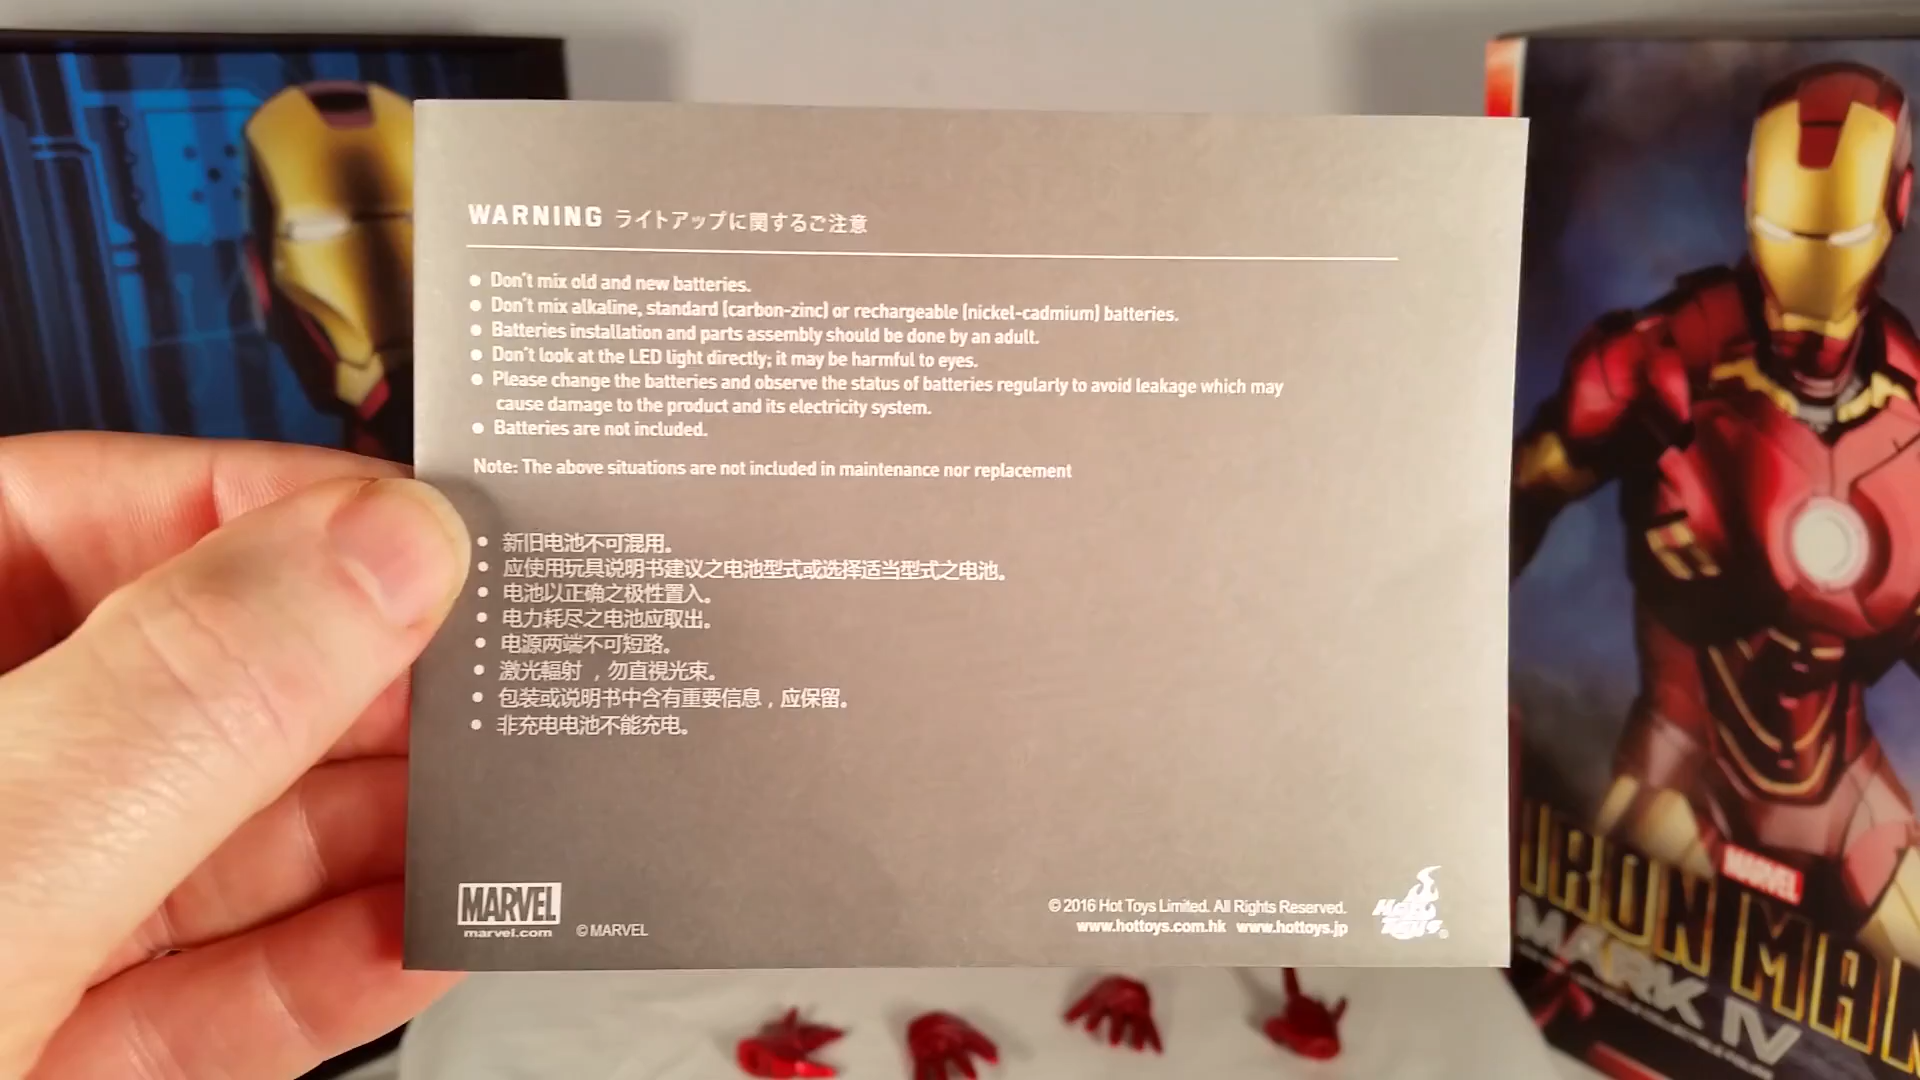 WARNING ライトアップに関するご注意
● Don't mix old and new batteries.
● Don't mix alkaline, standard (carbon-zinc) or rechargeable (nickel-cadmium) batteries.
● Batteries installation and parts assembly should be done by an adult.
● Don't look at the LED light directly; it may be harmful to eyes.
● Please change the batteries and observe the status of batteries regularly to avoid leakage which may
cause damage to the product and its electricity system.
● Batteries are not included.
Note: The above situations are not included in maintenance nor replacement
● 新旧电池不可混用。
● 应使用玩具说明书建议之电池型式或选择适当型式之电池。
● 电池以正确之极性置入。
● 电力耗尽之电池应取出。
● 电源两端不可短路。
● 激光輻射，勿直視光束。
● 包装或说明书中含有重要信息，应保留。
● 非充电电池不能充电。
MARVEL
marvel.com
© MARVEL
© 2016 Hot Toys Limited. All Rights Reserved.
www.hottoys.com.hk www.hottoys.jp
Hot Toys
MARVEL
IRON MAN
MARK IV